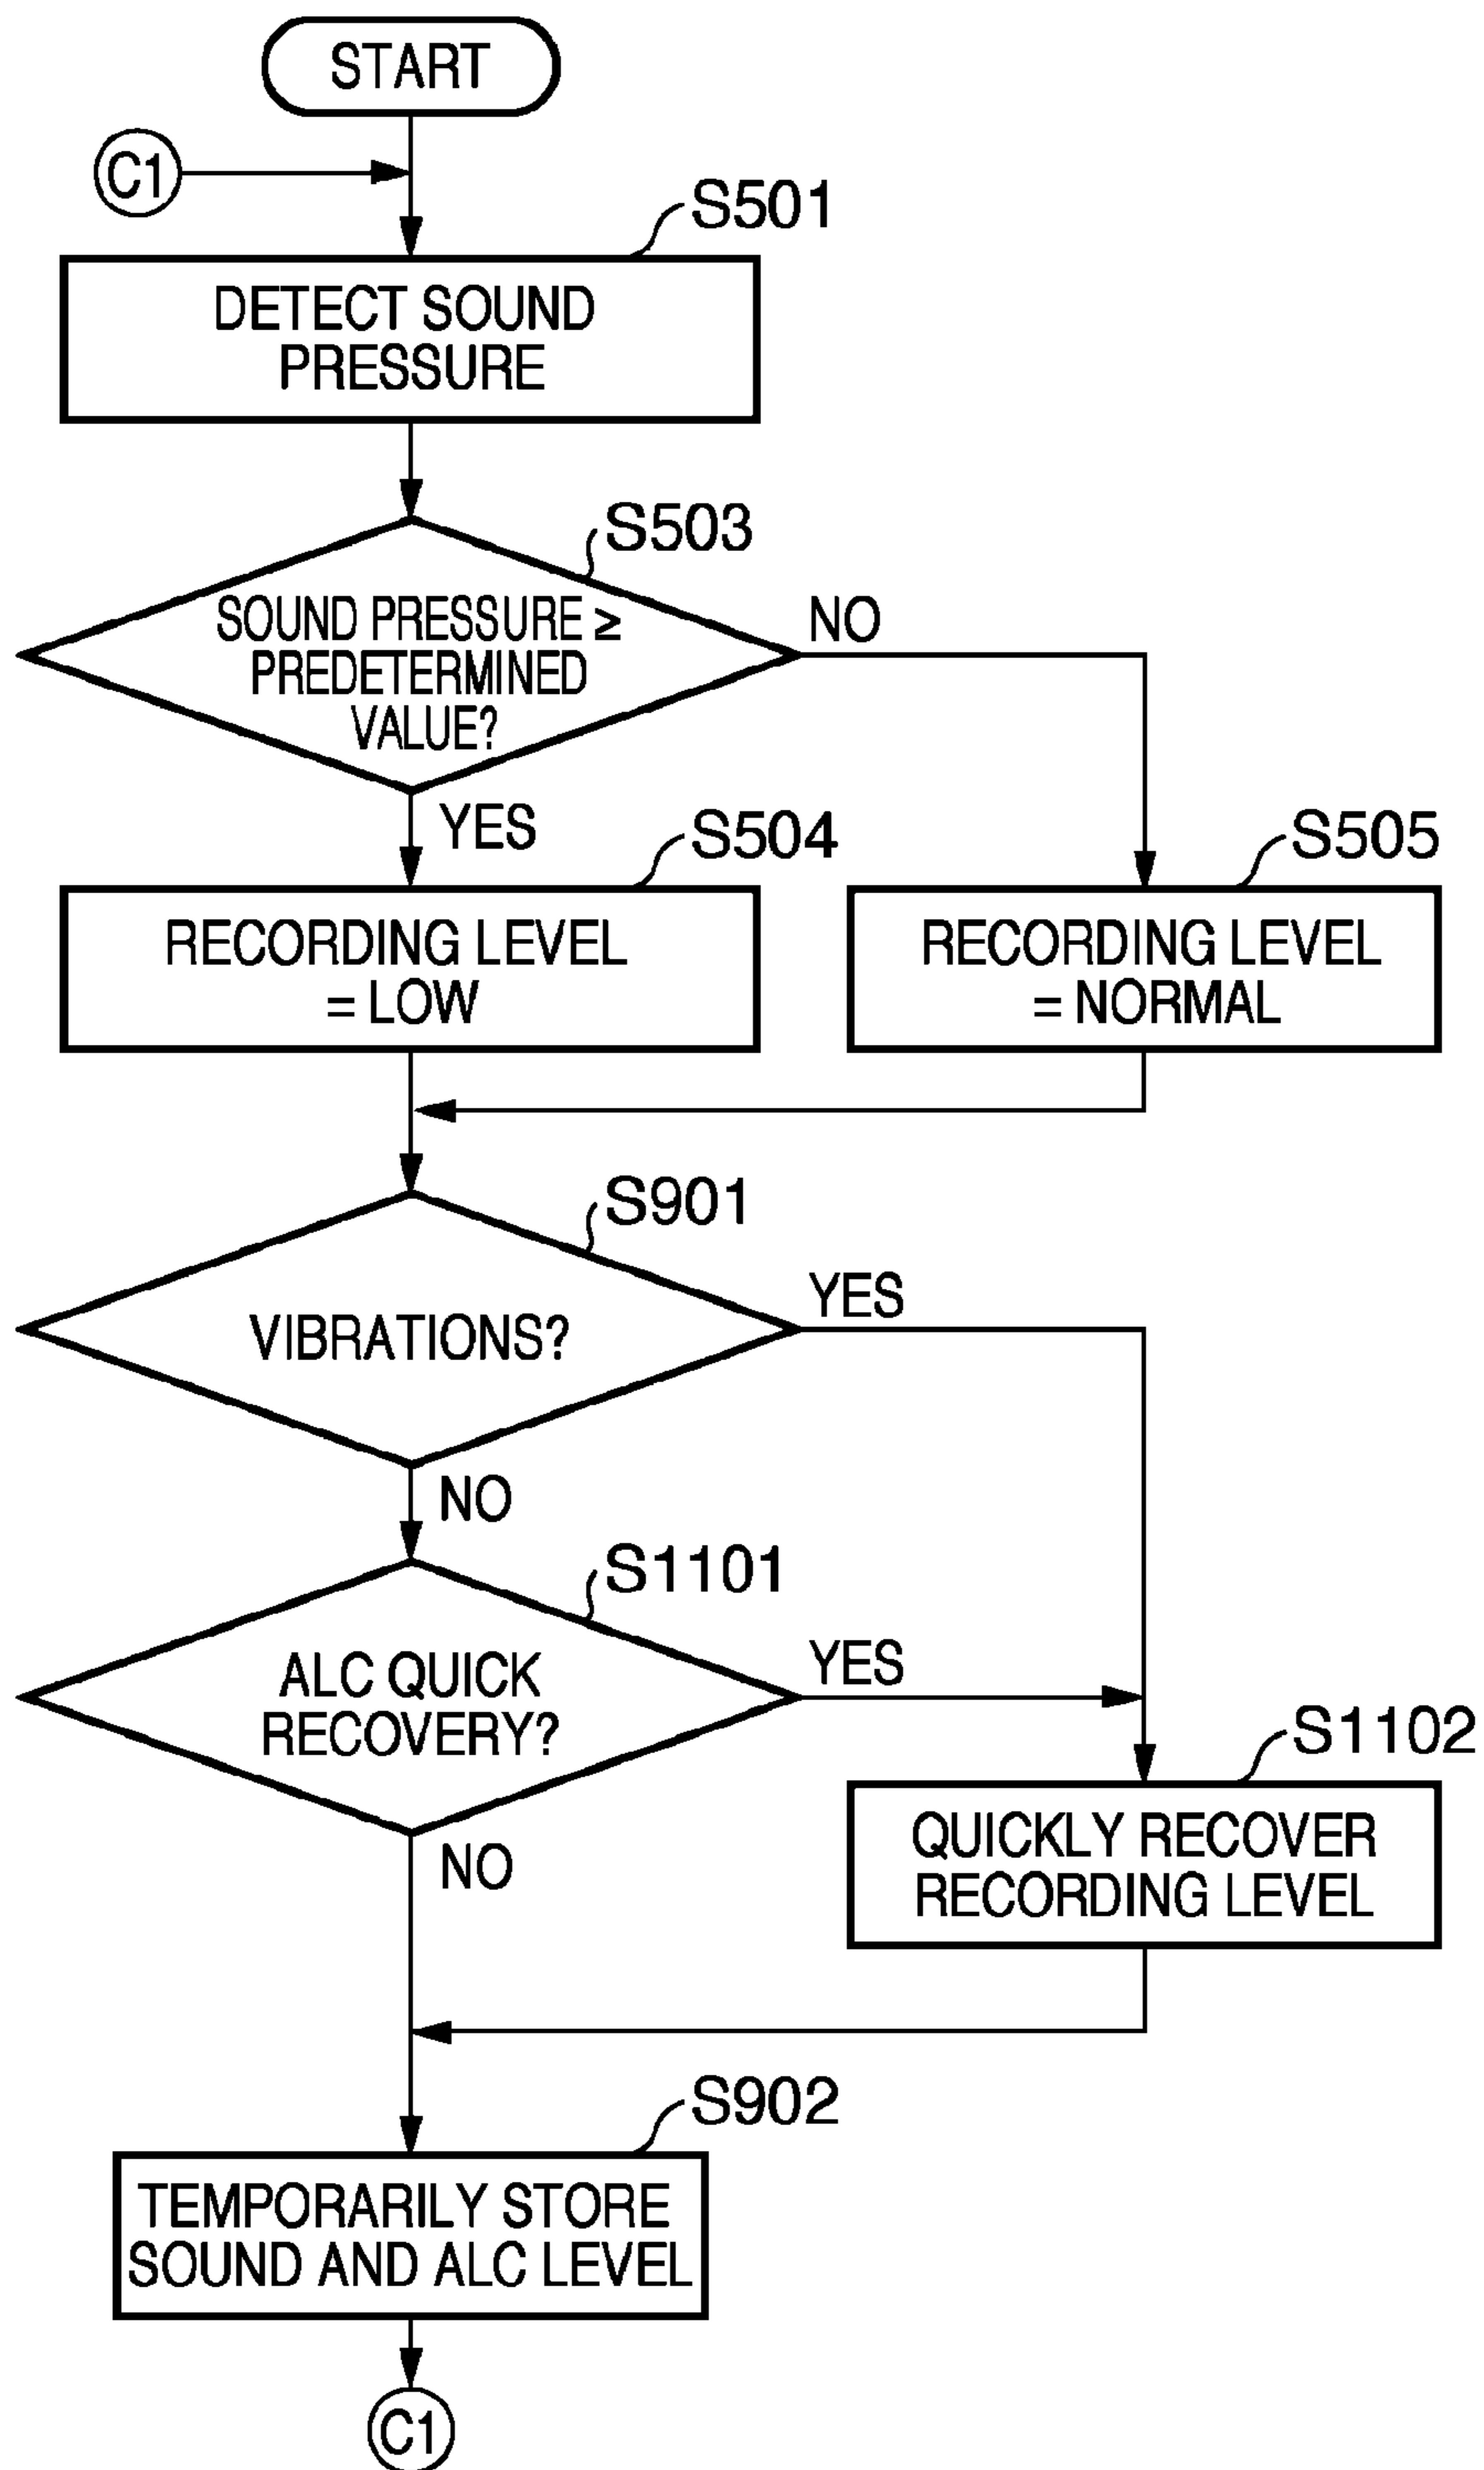 START
C1
S501
DETECT SOUND
PRESSURE
S503
SOUND PRESSURE ≥
PREDETERMINED
VALUE?
NO
YES
S504
RECORDING LEVEL
= LOW
S505
RECORDING LEVEL
= NORMAL
S901
VIBRATIONS?
YES
NO
S1101
ALC QUICK
RECOVERY?
YES
NO
S1102
QUICKLY RECOVER
RECORDING LEVEL
S902
TEMPORARILY STORE
SOUND AND ALC LEVEL
C1